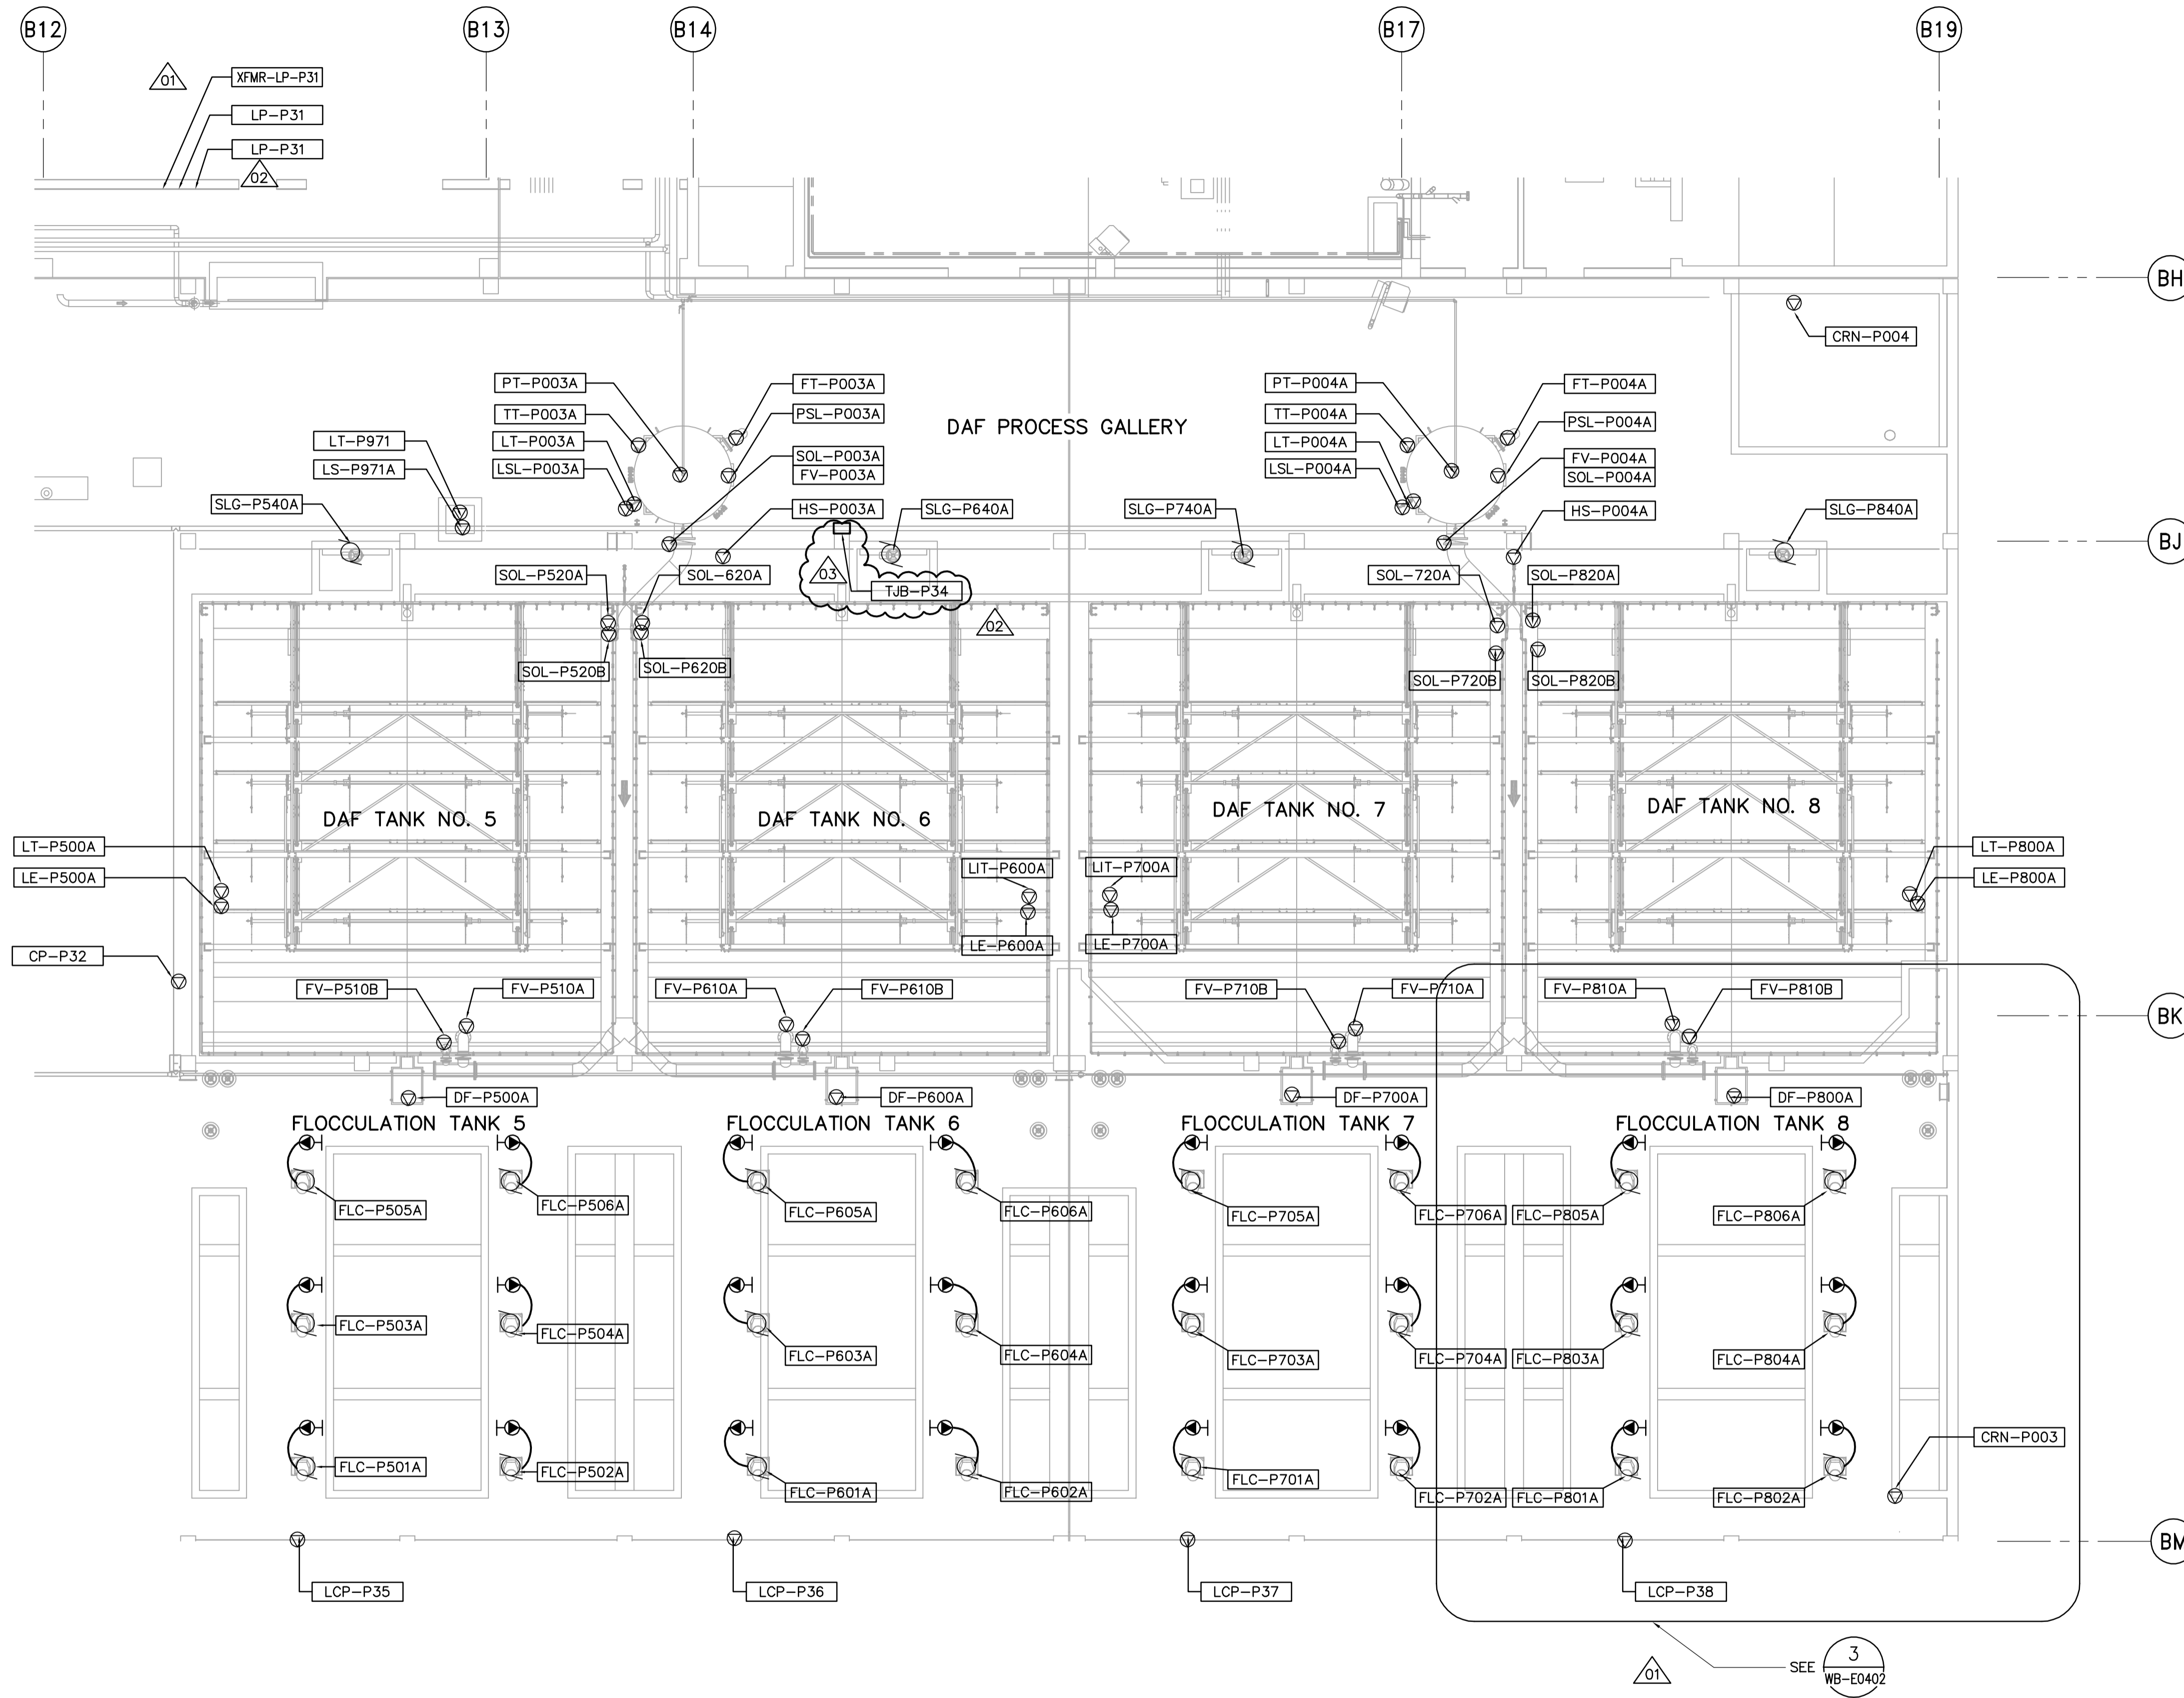 B12
B13
B14
B17
B19
01
XFMR-LP-P31
LP-P31
LP-P31
02
BH
CRN-P004
PT-P003A
FT-P003A
TT-P003A
PSL-P003A
LT-P971
LT-P003A
SOL-P003A
LS-P971A
LSL-P003A
FV-P003A
SLG-P540A
HS-P003A
SLG-P640A
DAF PROCESS GALLERY
PT-P004A
FT-P004A
TT-P004A
PSL-P004A
LT-P004A
FV-P004A
LSL-P004A
SOL-P004A
SLG-P740A
HS-P004A
SLG-P840A
BJ
SOL-P520A
SOL-620A
03
TJB-P34
02
SOL-720A
SOL-P820A
SOL-P520B
SOL-P620B
SOL-P720B
SOL-P820B
DAF TANK NO. 5
DAF TANK NO. 6
DAF TANK NO. 7
DAF TANK NO. 8
LT-P500A
LE-P500A
LIT-P600A
LIT-P700A
LT-P800A
LE-P800A
LE-P600A
LE-P700A
CP-P32
FV-P510B
FV-P510A
FV-P610A
FV-P610B
FV-P710B
FV-P710A
FV-P810A
FV-P810B
BK
DF-P500A
DF-P600A
DF-P700A
DF-P800A
FLOCCULATION TANK 5
FLOCCULATION TANK 6
FLOCCULATION TANK 7
FLOCCULATION TANK 8
FLC-P505A
FLC-P506A
FLC-P605A
FLC-P606A
FLC-P705A
FLC-P706A
FLC-P805A
FLC-P806A
FLC-P503A
FLC-P504A
FLC-P603A
FLC-P604A
FLC-P703A
FLC-P704A
FLC-P803A
FLC-P804A
FLC-P501A
FLC-P502A
FLC-P601A
FLC-P602A
FLC-P701A
FLC-P702A
FLC-P801A
FLC-P802A
CRN-P003
BM
LCP-P35
LCP-P36
LCP-P37
LCP-P38
01
SEE
3
WB-E0402